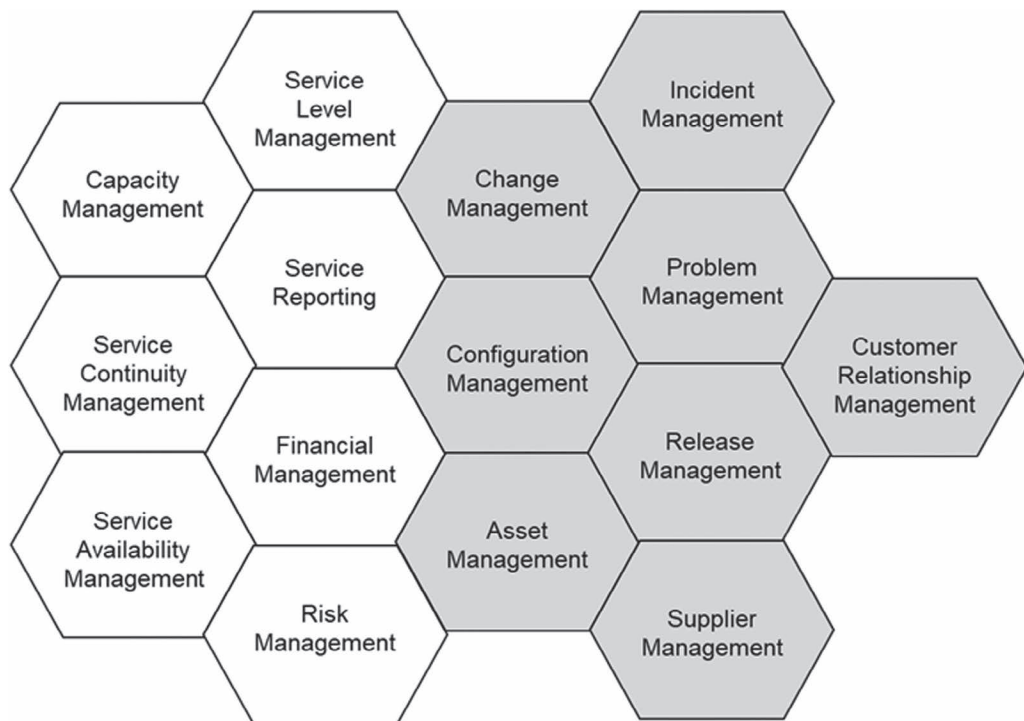 Service
Level
Management
Incident
Management
Capacity
Management
Change
Management
Service
Reporting
Problem
Management
Service
Continuity
Management
Configuration
Management
Customer
Relationship
Management
Financial
Management
Release
Management
Service
Availability
Management
Asset
Management
Risk
Management
Supplier
Management